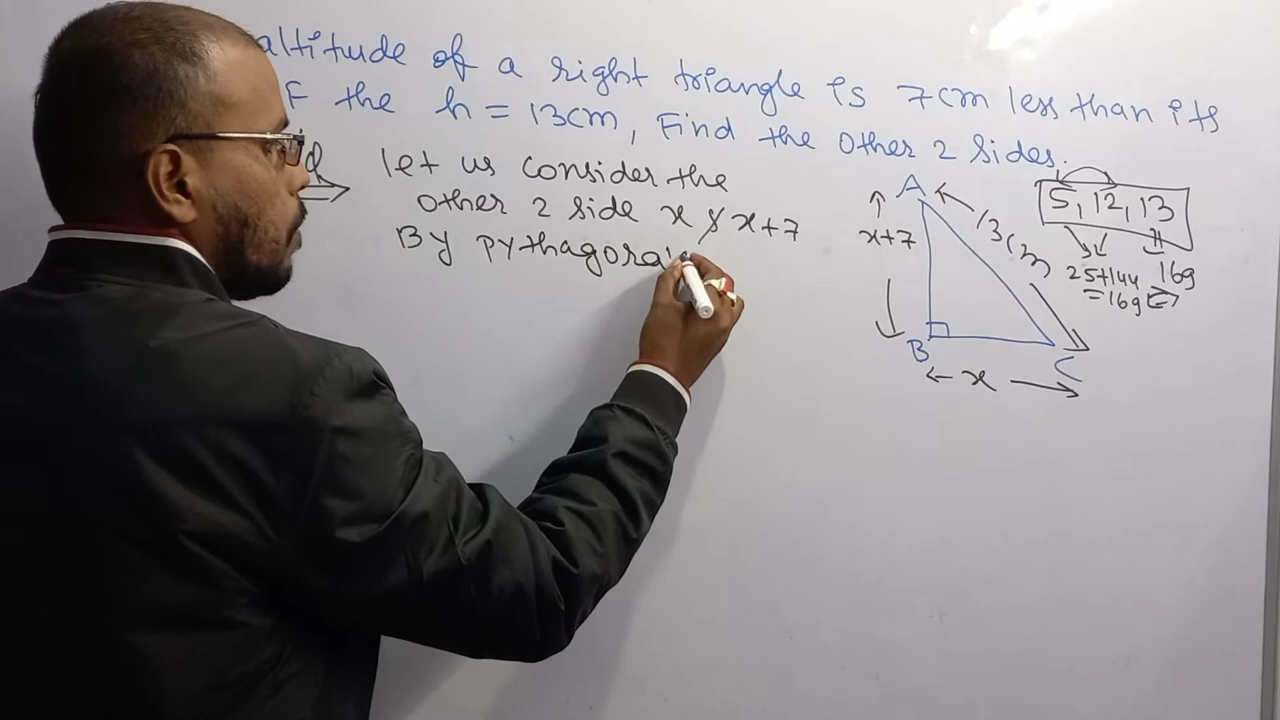 altitude of a right triangle is 7cm less than its
the h = 13cm, Find the other 2 sides.
let us consider the
other 2 side x & x+7
By pythagora
A
x+7
13cm
B
C
x
5, 12, 13
25+144
=169
169